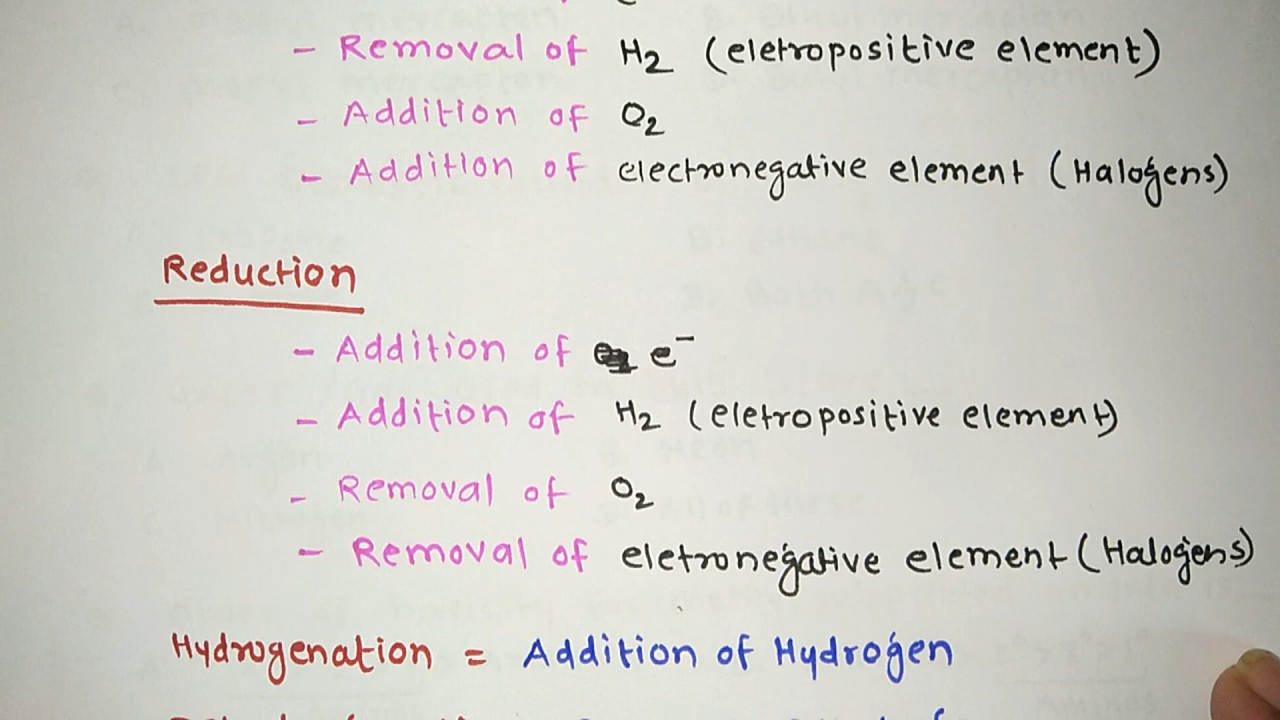 - Removal of H₂ (eletropositive element)
- Addition of O₂
- Addition of electronegative element (Halogens)
Reduction
- Addition of e⁻
- Addition of H₂ (eletropositive element)
- Removal of O₂
- Removal of eletronegative element (Halogens)
Hydrogenation = Addition of Hydrogen